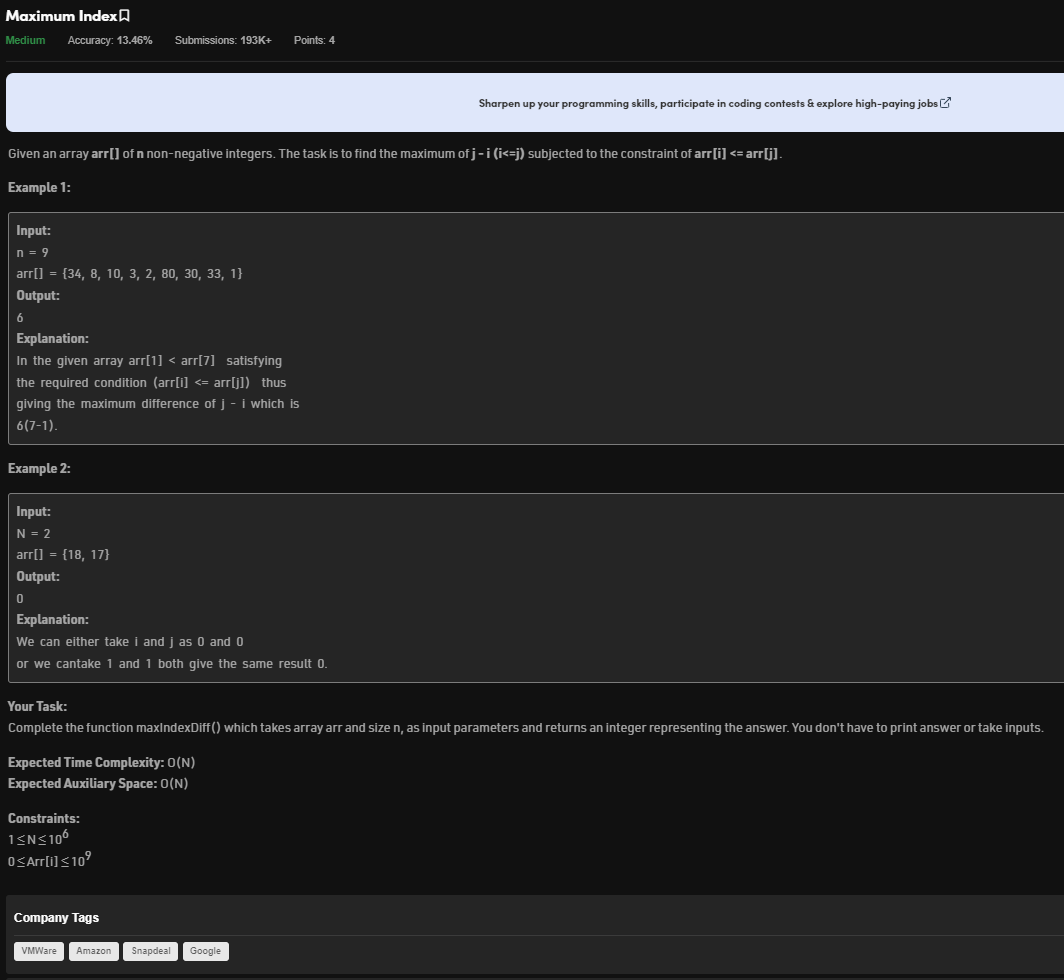 Maximum Index
Medium Accuracy: 13.46% Submissions: 193K+ Points: 4
Sharpen up your programming skills, participate in coding contests & explore high-paying jobs
Given an array arr[] of n non-negative integers. The task is to find the maximum of j - i (i<=j) subjected to the constraint of arr[i] <= arr[j].
Example 1:
Input:
n = 9
arr[] = {34, 8, 10, 3, 2, 80, 30, 33, 1}
Output:
6
Explanation:
In the given array arr[1] < arr[7] satisfying
the required condition (arr[i] <= arr[j]) thus
giving the maximum difference of j - i which is
6(7-1).
Example 2:
Input:
N = 2
arr[] = {18, 17}
Output:
0
Explanation:
We can either take i and j as 0 and 0
or we cantake 1 and 1 both give the same result 0.
Your Task:
Complete the function maxIndexDiff() which takes array arr and size n, as input parameters and returns an integer representing the answer. You don't have to print answer or take inputs.
Expected Time Complexity: O(N)
Expected Auxiliary Space: O(N)
Constraints:
1 ≤ N ≤ 10⁶
0 ≤ Arr[i] ≤ 10⁹
Company Tags
VMWare Amazon Snapdeal Google